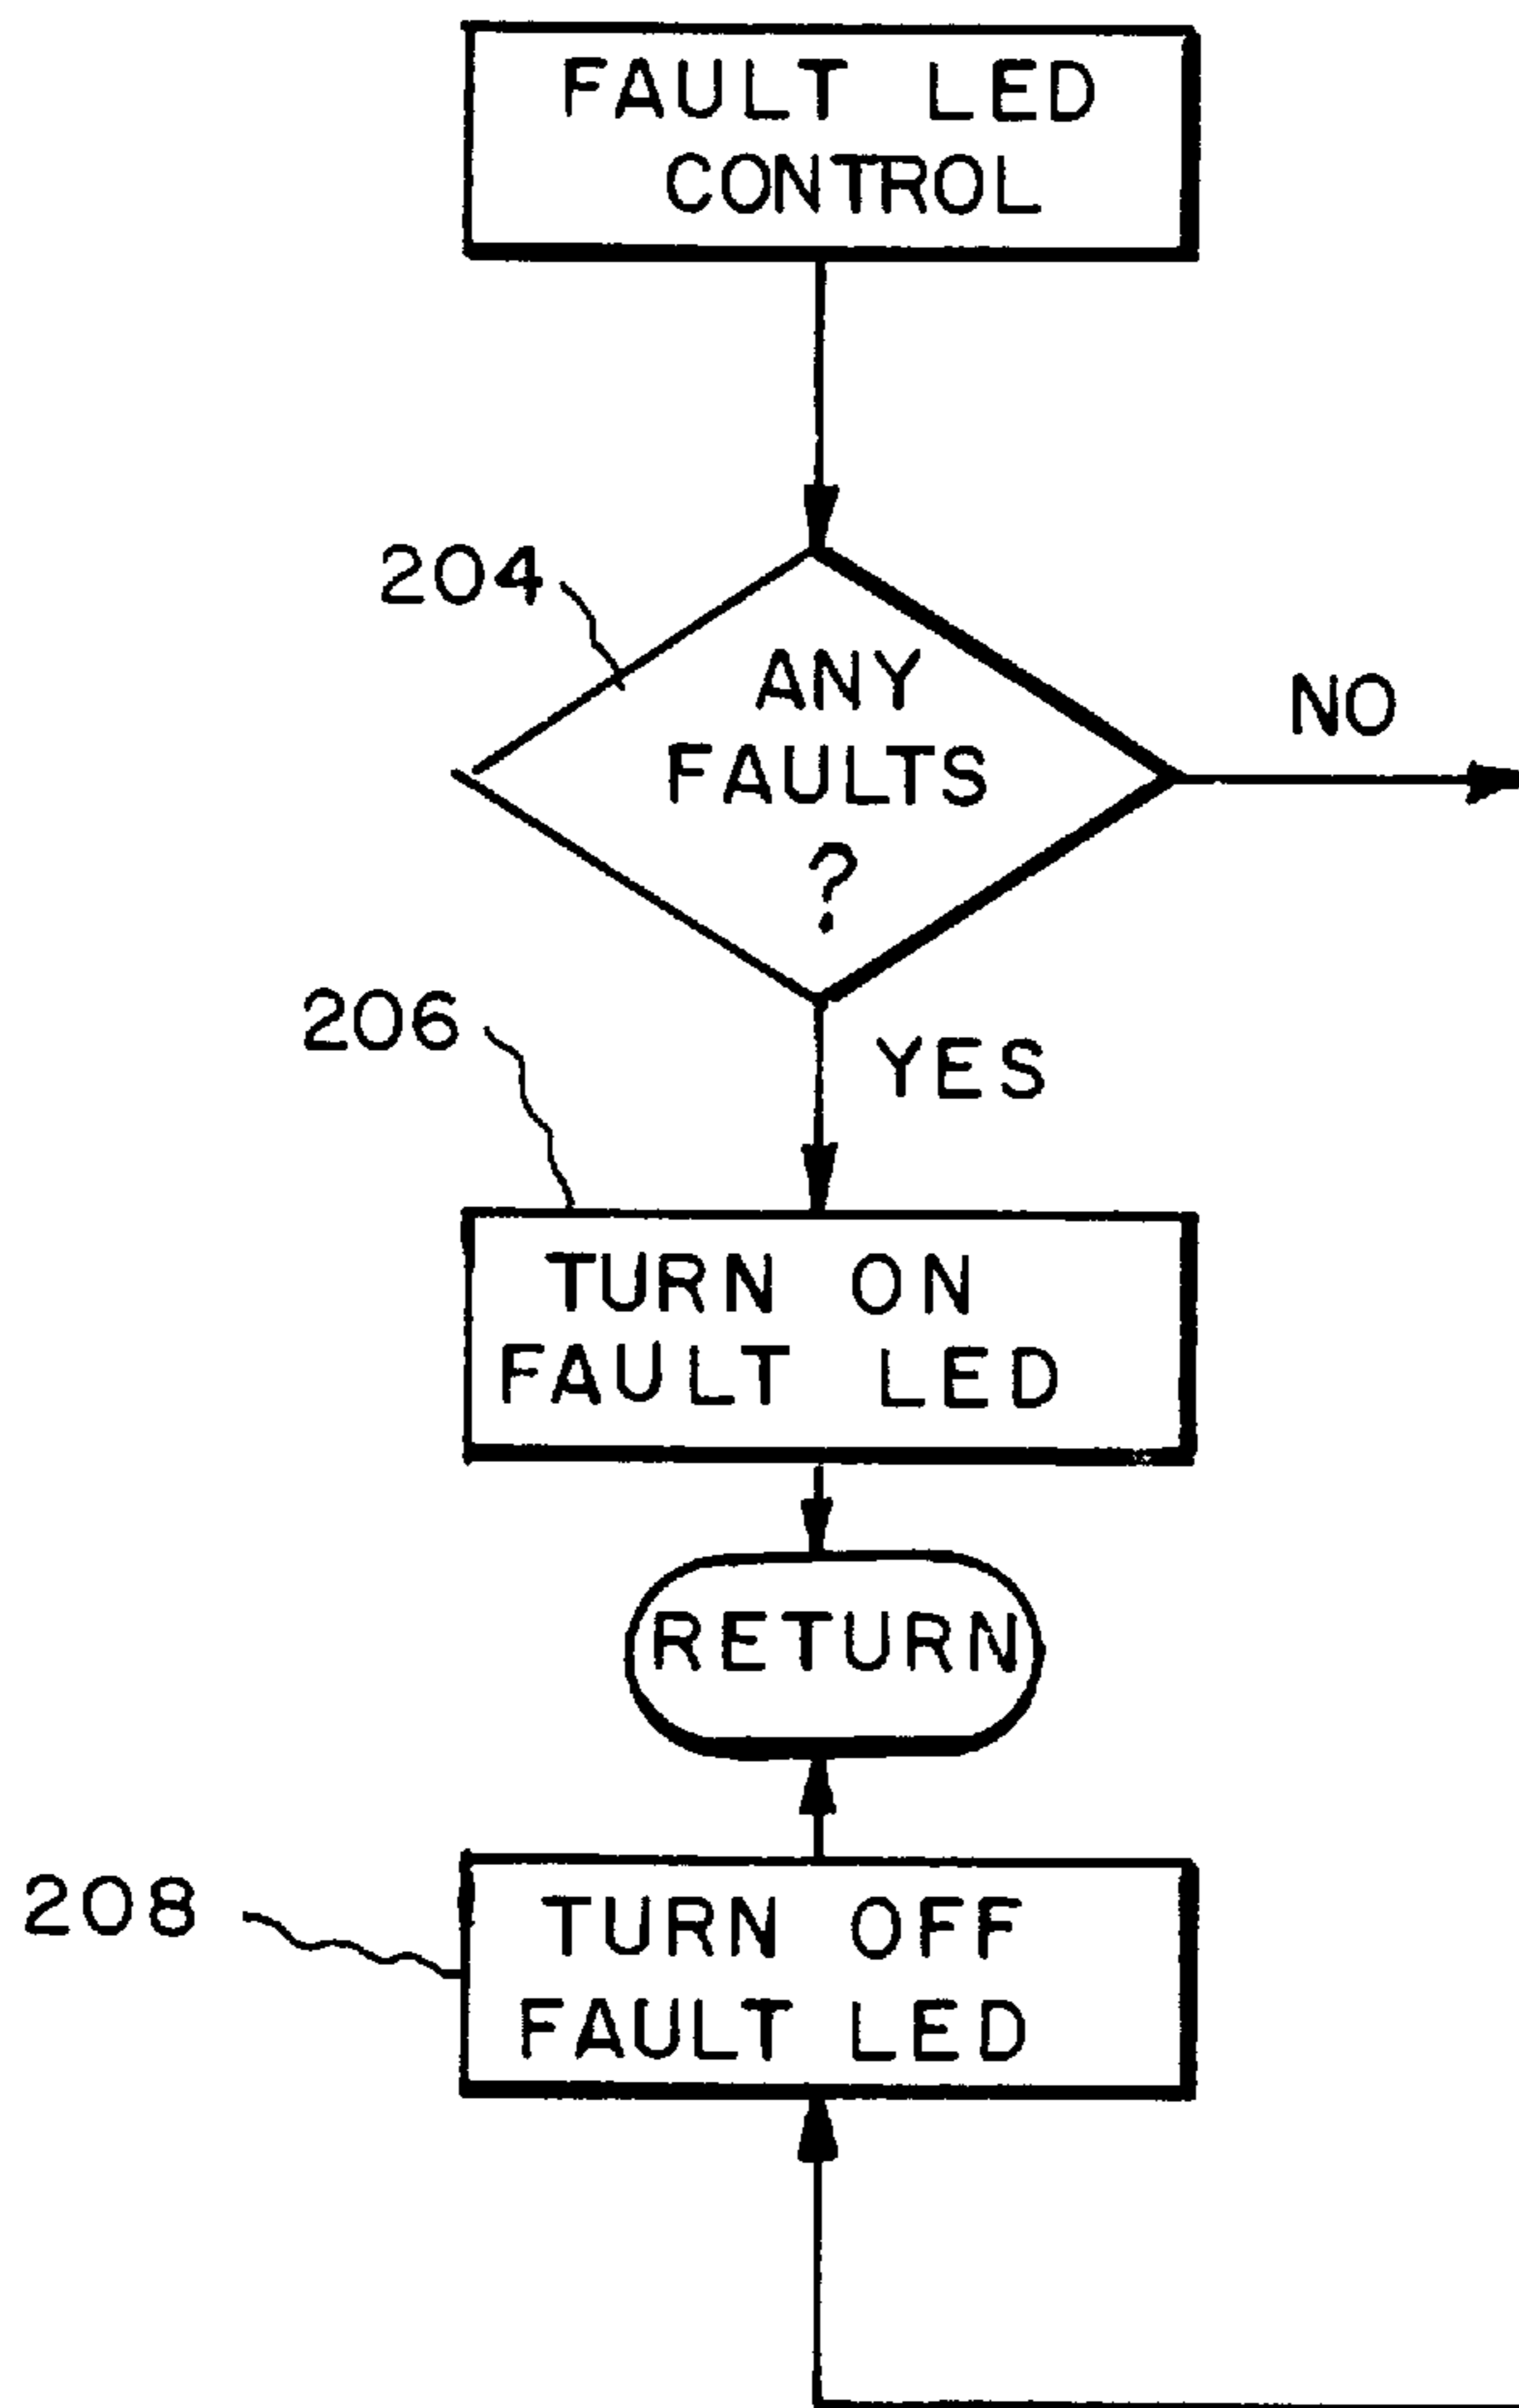 FAULT LED
CONTROL
204
ANY
FAULTS
?
NO
206
YES
TURN ON
FAULT LED
RETURN
208
TURN OFF
FAULT LED